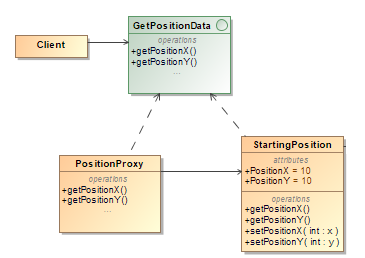 GetPositionData
operations
+getPositionX()
+getPositionY()
...
Client
PositionProxy
operations
+getPositionX()
+getPositionY()
...
StartingPosition
attributes
+PositionX = 10
+PositionY = 10
operations
+getPositionX()
+getPositionY()
+setPositionX( int : x )
+setPositionY( int : y )